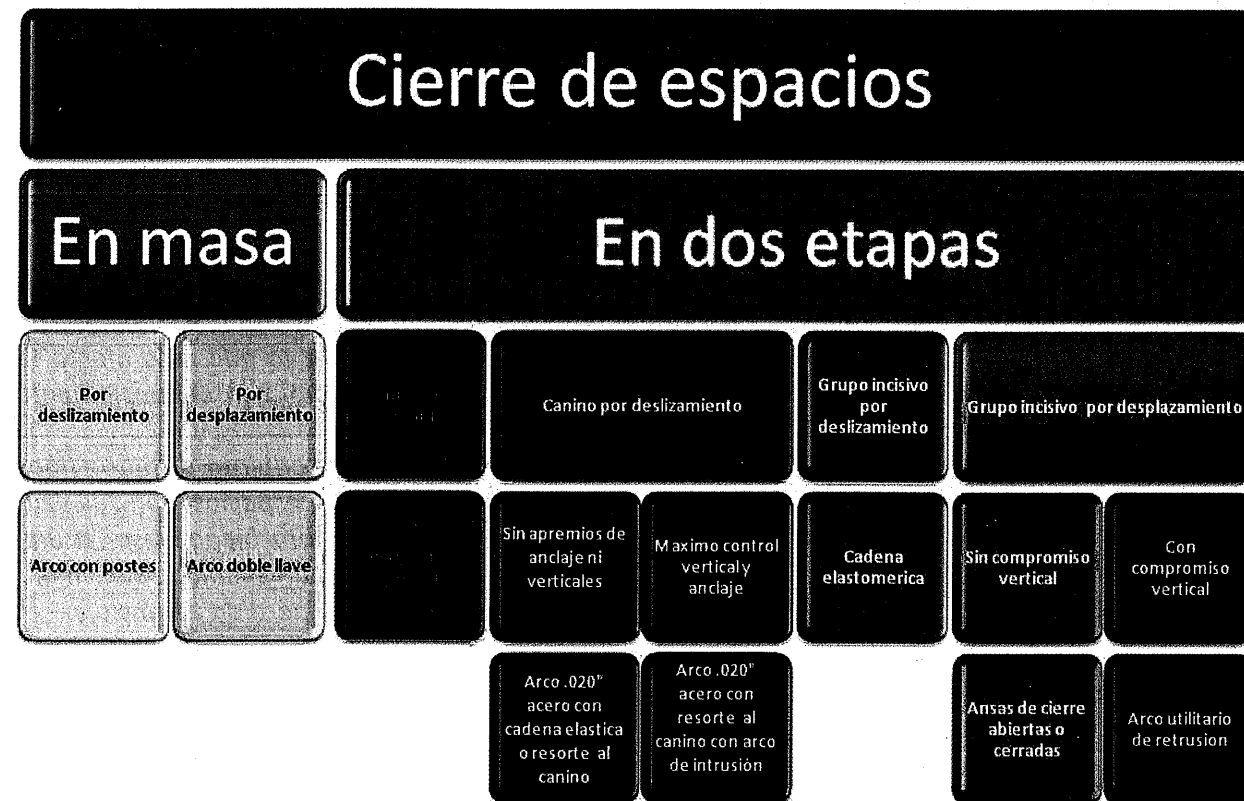 Cierre de espacios
En masa
En dos etapas
Por
deslizamiento
Por
desplazamiento
Canino por deslizamiento
Grupo incisivo
por
deslizamiento
Grupo incisivo por desplazamiento
Arco con postes
Arco doble llave
Sin apremios de
anclaje ni
verticales
Maximo control
vertical y
anclaje
Cadena
elastomerica
Sin compromiso
vertical
Con
compromiso
vertical
Arco .020"
acero con
cadena elastica
o resorte al
canino
Arco .020"
acero con
resorte al
canino con arco
de intrusión
Ansas de cierre
abiertas o
cerradas
Arco utilitario
de retrusion